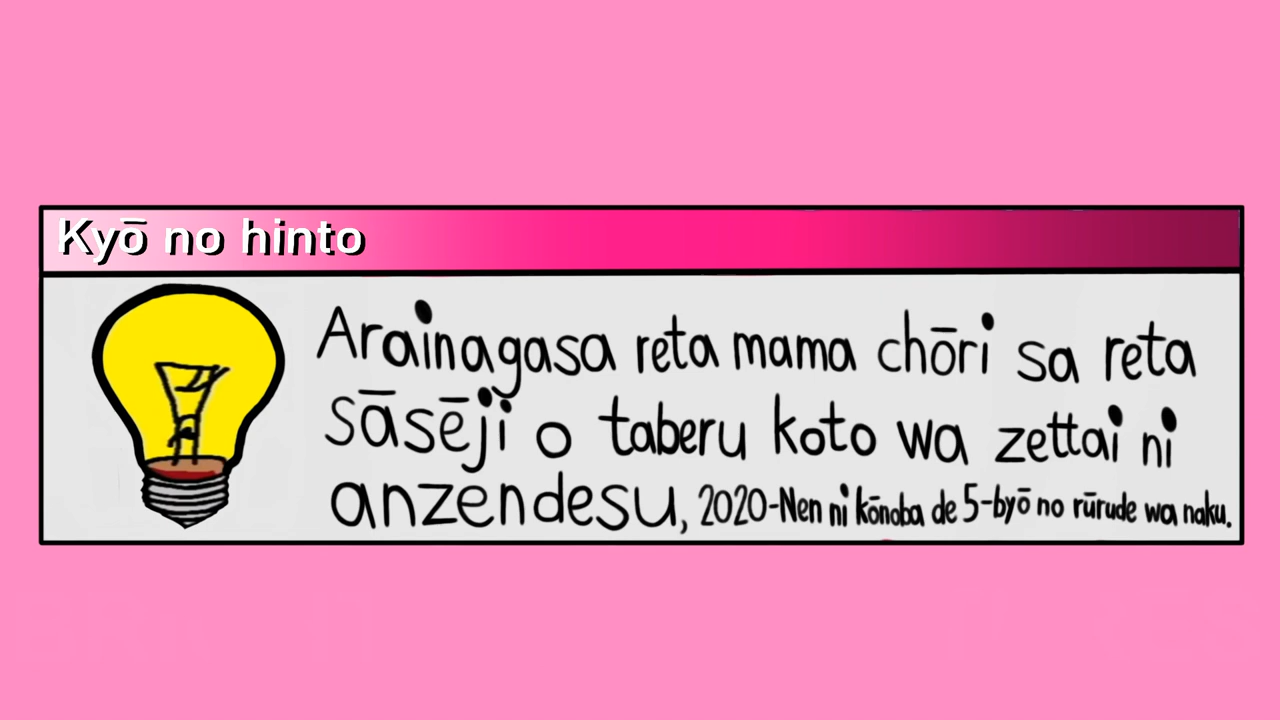 Kyō no hinto
Arainagasa reta mama chōri sa reta
sāsēji o taberu koto wa zettai ni
anzendesu, 2020-Nen ni kōnoba de 5-byō no rūrude wa naku.